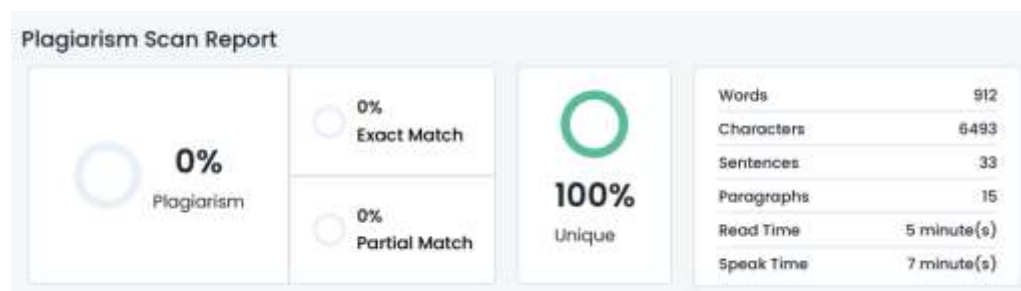 Plagiarism Scan Report
0%
Plagiarism
0%
Exact Match
0%
Partial Match
100%
Unique
Words 912
Characters 6493
Sentences 33
Paragraphs 15
Read Time 5 minute(s)
Speak Time 7 minute(s)